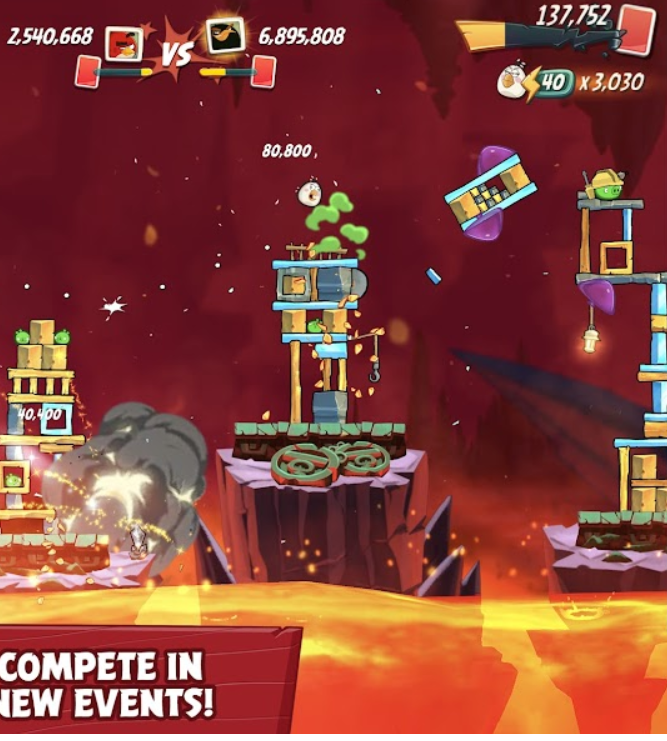 2,540,668
VS
6,895,808
137,752
40 x3,030
80,800
40,400
COMPETE IN
NEW EVENTS!